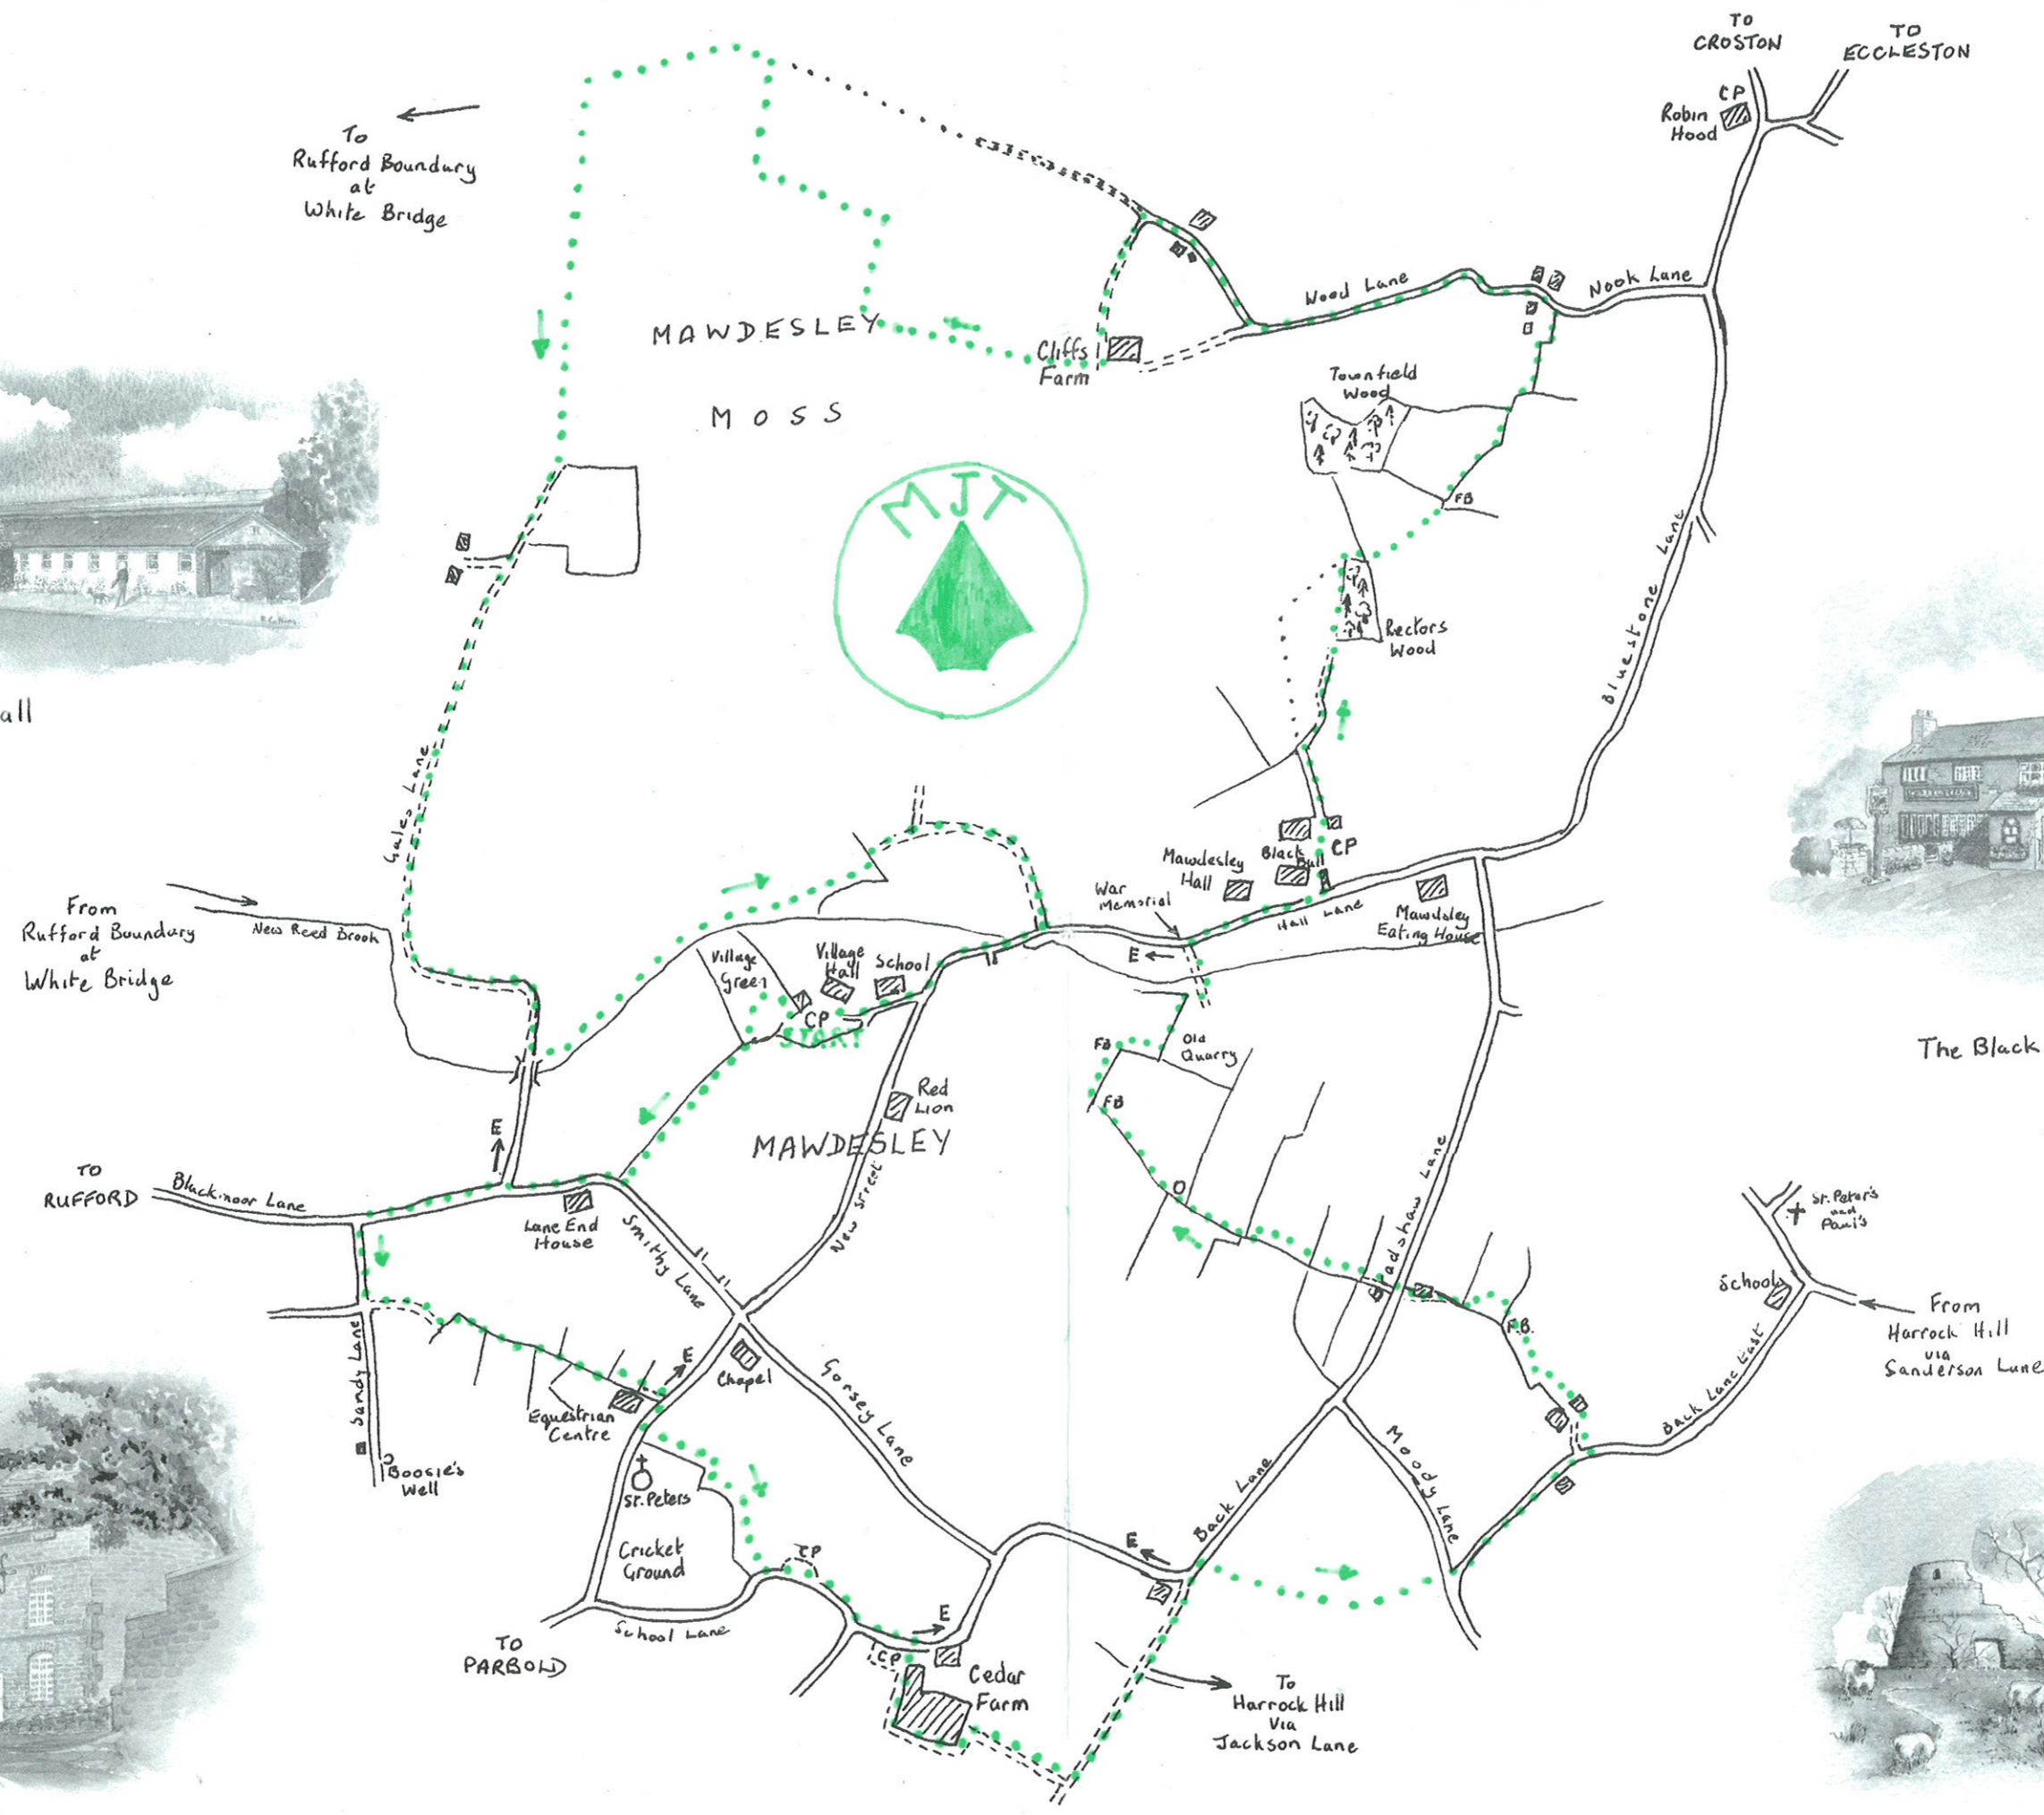 TO
CROSTON
TO
ECCLESTON
CP
Robin
Hood
To
Rufford Boundury
at
White Bridge
Wood Lane
Nook Lane
MAWDESLEY
MOSS
Cliffs
Farm
Townfield
Wood
FB
MJT
Rectors
Wood
Bluestone Lane
all
Gales Lane
Black
Bull
CP
Mawdesley
Hall
War
Memorial
Hall Lane
Mawdesley
Eating House
E
From
Rufford Boundary
at
White Bridge
New Reed Brook
Village
Green
Village
Hall
School
CP
START
FB
Old
Quarry
FB
The Black
Red
Lion
MAWDESLEY
New Street
E
TO
RUFFORD
Blackmoor Lane
Lane End
House
Smithy Lane
O
Bradshaw Lane
St. Peter's
and
Paul's
School
From
Harrock Hill
via
Sanderson Lane
F.B.
Back Lane East
Sandy Lane
E
Chapel
Gorsey Lane
Equestrian
Centre
Boogie's
Well
St. Peters
Cricket
Ground
CP
School Lane
TO
PARBOLD
E
Back Lane
Moody Lane
E
CP
Cedar
Farm
To
Harrock Hill
Via
Jackson Lane